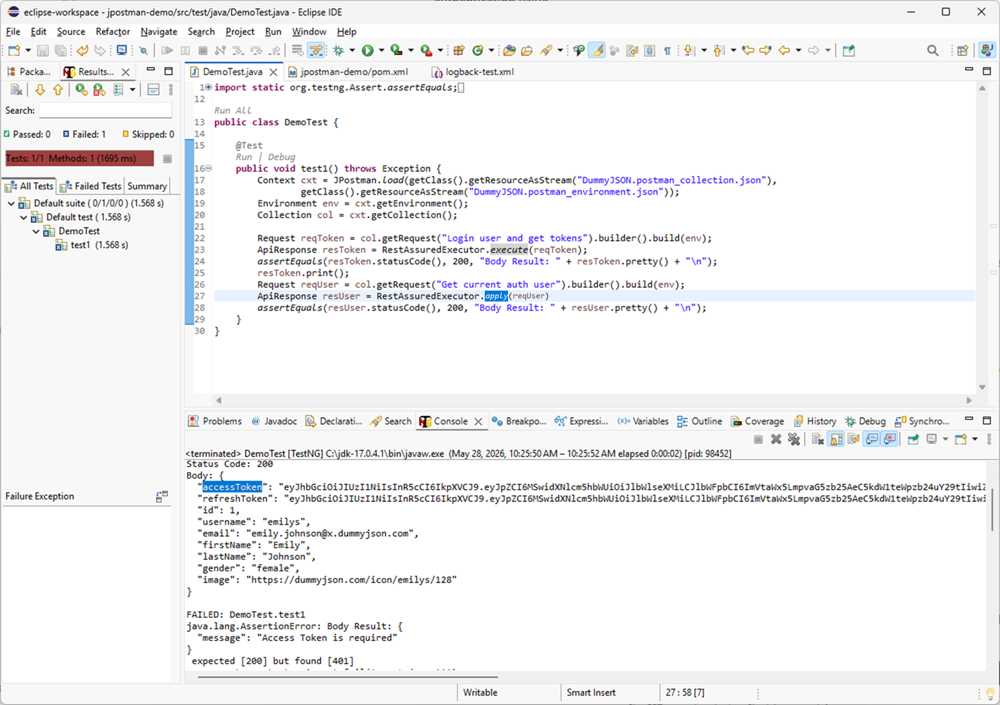 eclipse-workspace - jpostman-demo/src/test/java/DemoTest.java - Eclipse IDE
File Edit Source Refactor Navigate Search Project Run Window Help
Packa... Results...
Search:
Passed: 0 Failed: 1 Skipped: 0
Tests: 1/1 Methods: 1 (1695 ms)
All Tests Failed Tests Summary
Default suite ( 0/1/0/0 ) (1.568 s)
Default test ( 1.568 s)
DemoTest
test1 (1.568 s)
Failure Exception
DemoTest.java jpostman-demo/pom.xml logback-test.xml
1 import static org.testng.Assert.assertEquals;
12
Run All
13 public class DemoTest {
14
15 @Test
Run | Debug
16 public void test1() throws Exception {
17 Context cxt = JPostman.load(getClass().getResourceAsStream("DummyJSON.postman_collection.json"),
18 getClass().getResourceAsStream("DummyJSON.postman_environment.json"));
19 Environment env = cxt.getEnvironment();
20 Collection col = cxt.getCollection();
21
22 Request reqToken = col.getRequest("Login user and get tokens").builder().build(env);
23 ApiResponse resToken = RestAssuredExecutor.execute(reqToken);
24 assertEquals(resToken.statusCode(), 200, "Body Result: " + resToken.pretty() + "\n");
25 resToken.print();
26 Request reqUser = col.getRequest("Get current auth user").builder().build(env);
27 ApiResponse resUser = RestAssuredExecutor.apply(reqUser)
28 assertEquals(resUser.statusCode(), 200, "Body Result: " + resUser.pretty() + "\n");
29 }
30 }
Problems Javadoc Declarati... Search Console Breakpo... Expressi... Variables Outline Coverage History Debug Synchro...
<terminated> DemoTest [TestNG] C:\jdk-17.0.4.1\bin\javaw.exe (May 28, 2026, 10:25:50 AM – 10:25:52 AM elapsed 0:00:02) [pid: 98452]
Status Code: 200
Body: {
"accessToken": "eyJhbGciOiJIUzI1NiIsInR5cCI6IkpXVCJ9.eyJpZCI6MSwidXNlcm5hbWUiOiJlbWlseXMiLCJlbWFpbCI6ImVtaWx5LmpvaG5zb25AeC5kdW1teWpzb24uY29tIiwi
"refreshToken": "eyJhbGciOiJIUzI1NiIsInR5cCI6IkpXVCJ9.eyJpZCI6MSwidXNlcm5hbWUiOiJlbWlseXMiLCJlbWFpbCI6ImVtaWx5LmpvaG5zb25AeC5kdW1teWpzb24uY29tIiwi
"id": 1,
"username": "emilys",
"email": "emily.johnson@x.dummyjson.com",
"firstName": "Emily",
"lastName": "Johnson",
"gender": "female",
"image": "https://dummyjson.com/icon/emilys/128"
}
FAILED: DemoTest.test1
java.lang.AssertionError: Body Result: {
"message": "Access Token is required"
}
expected [200] but found [401]
Writable Smart Insert 27 : 58 [7]